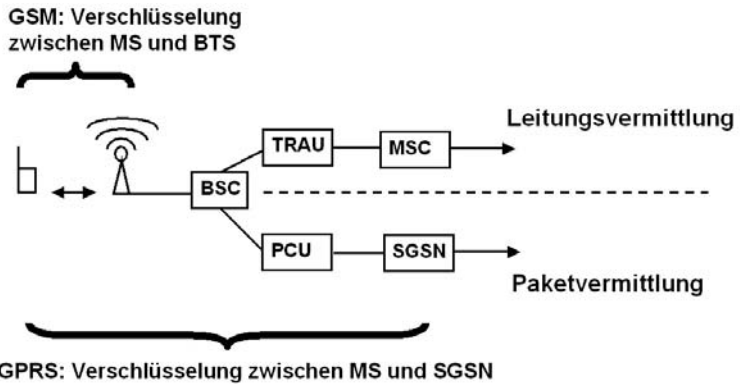 GSM: Verschlüsselung
zwischen MS und BTS
Leitungsvermittlung
TRAU
MSC
BSC
PCU
SGSN
Paketvermittlung
GPRS: Verschlüsselung zwischen MS und SGSN